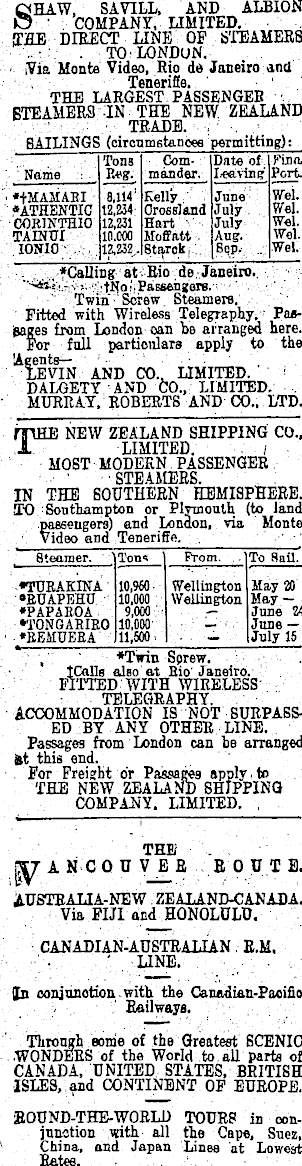 SHAW, SAVILL, AND ALBION
COMPANY, LIMITED.
THE DIRECT LINE OF STEAMERS
TO LONDON.
Via Monte Video, Rio de Janeiro and
Teneriffe.
THE LARGEST PASSENGER
STEAMERS IN THE NEW ZEALAND
TRADE.
SAILINGS (circumstances permitting):
Name | Tons Reg. | Com- mander. | Date of Leaving | Final Port.
*†MAMARI | 8,114 | Kelly | June | Wel.
*ATHENIC | 12,234 | Crossland | July | Wel.
CORINTHIC | 12,231 | Hart | July | Wel.
TAINUI | 10,000 | Moffatt | Aug. | Wel.
IONIC | 12,232 | Starck | Sep. | Wel.
*Calling at Rio de Janeiro.
†No Passengers.
Twin Screw Steamers.
Fitted with Wireless Telegraphy. Pas-
sages from London can be arranged here.
For full particulars apply to the
Agents—
LEVIN AND CO., LIMITED.
DALGETY AND CO., LIMITED.
MURRAY, ROBERTS AND CO., LTD.
THE NEW ZEALAND SHIPPING CO.,
LIMITED.
MOST MODERN PASSENGER
STEAMERS.
IN THE SOUTHERN HEMISPHERE.
TO Southampton or Plymouth (to land
passengers) and London, via Monte
Video and Teneriffe.
Steamer. | Tons | From. | To Sail.
*TURAKINA | 10,960 | Wellington | May 20
*RUAPEHU | 10,000 | Wellington | May —
*PAPAROA | 9,000 | — | June 24
*TONGARIRO | 10,000 | — | June —
*REMUERA | 11,500 | — | July 15
*Twin Screw.
†Calls also at Rio Janeiro.
FITTED WITH WIRELESS
TELEGRAPHY.
ACCOMMODATION IS NOT SURPASS-
ED BY ANY OTHER LINE.
Passages from London can be arranged
at this end.
For Freight or Passages apply to
THE NEW ZEALAND SHIPPING
COMPANY, LIMITED.
THE
VANCOUVER ROUTE.
AUSTRALIA-NEW ZEALAND-CANADA.
Via FIJI and HONOLULU.
CANADIAN-AUSTRALIAN R.M.
LINE.
In conjunction with the Canadian-Pacific
Railways.
Through some of the Greatest SCENIC
WONDERS of the World to all parts of
CANADA, UNITED STATES, BRITISH
ISLES, and CONTINENT OF EUROPE.
ROUND-THE-WORLD TOURS in con-
junction with all the Cape, Suez,
China, and Japan Lines at Lowest
Rates.